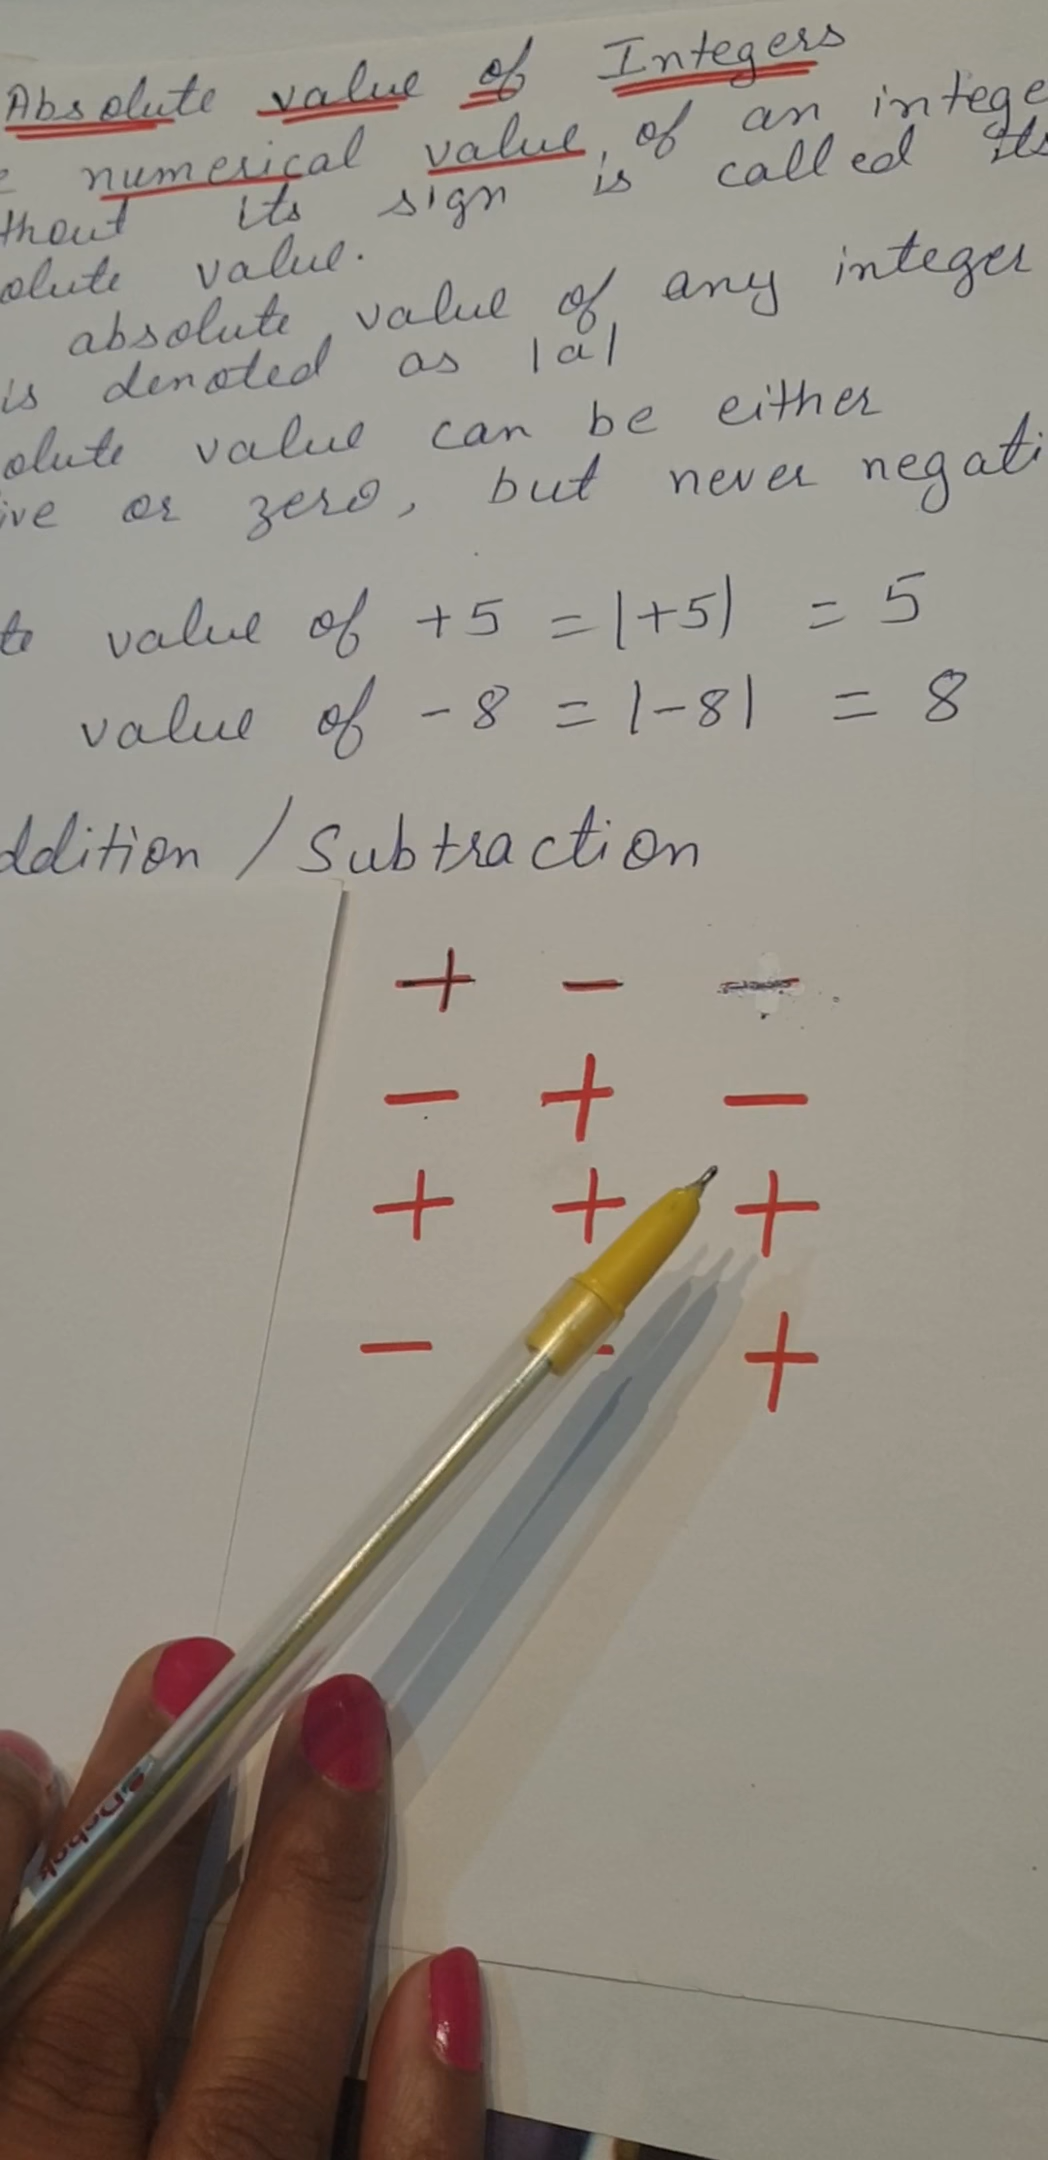 Absolute value of Integers
numerical value of an intege
thout its sign is called its
olute value.
absolute value of any integer
is denoted as |a|
olute value can be either
ive or zero, but never negati
te value of +5 = |+5| = 5
value of -8 = |-8| = 8
ddition / Subtraction
+ - -
- + -
+ + +
- - +